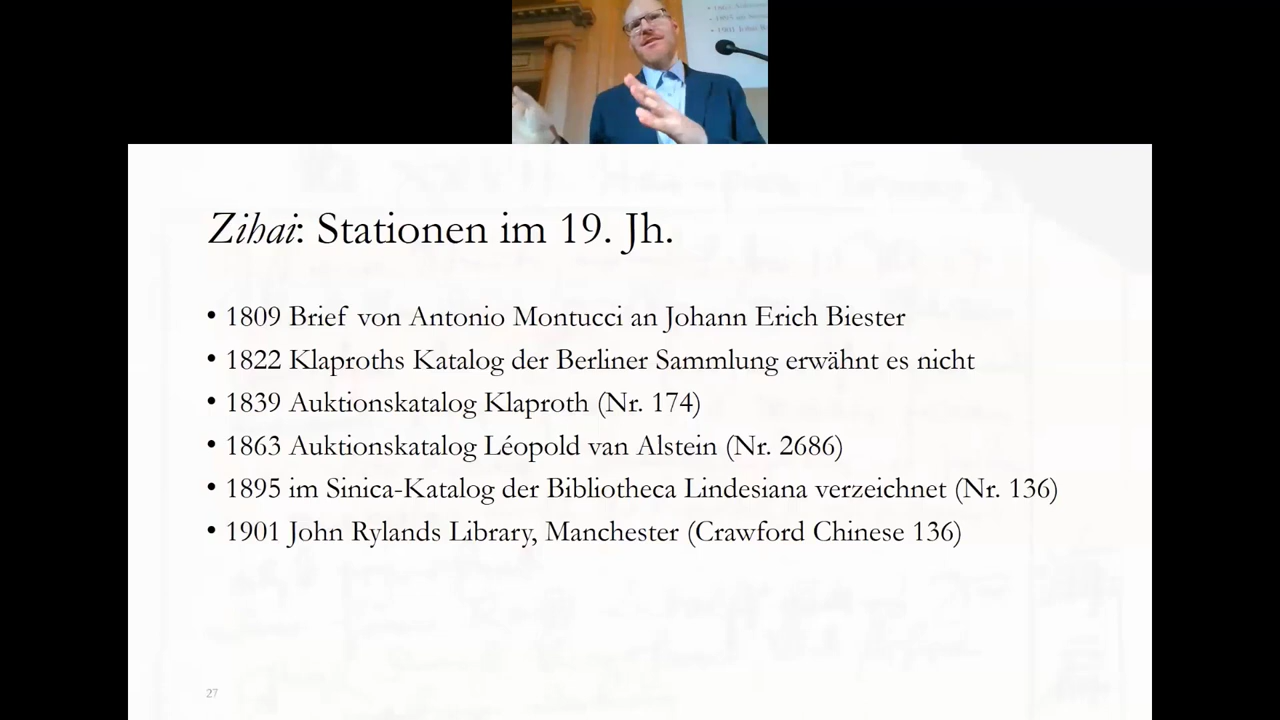 Zihai: Stationen im 19. Jh.
• 1809 Brief von Antonio Montucci an Johann Erich Biester
• 1822 Klaproths Katalog der Berliner Sammlung erwähnt es nicht
• 1839 Auktionskatalog Klaproth (Nr. 174)
• 1863 Auktionskatalog Léopold van Alstein (Nr. 2686)
• 1895 im Sinica-Katalog der Bibliotheca Lindesiana verzeichnet (Nr. 136)
• 1901 John Rylands Library, Manchester (Crawford Chinese 136)
27